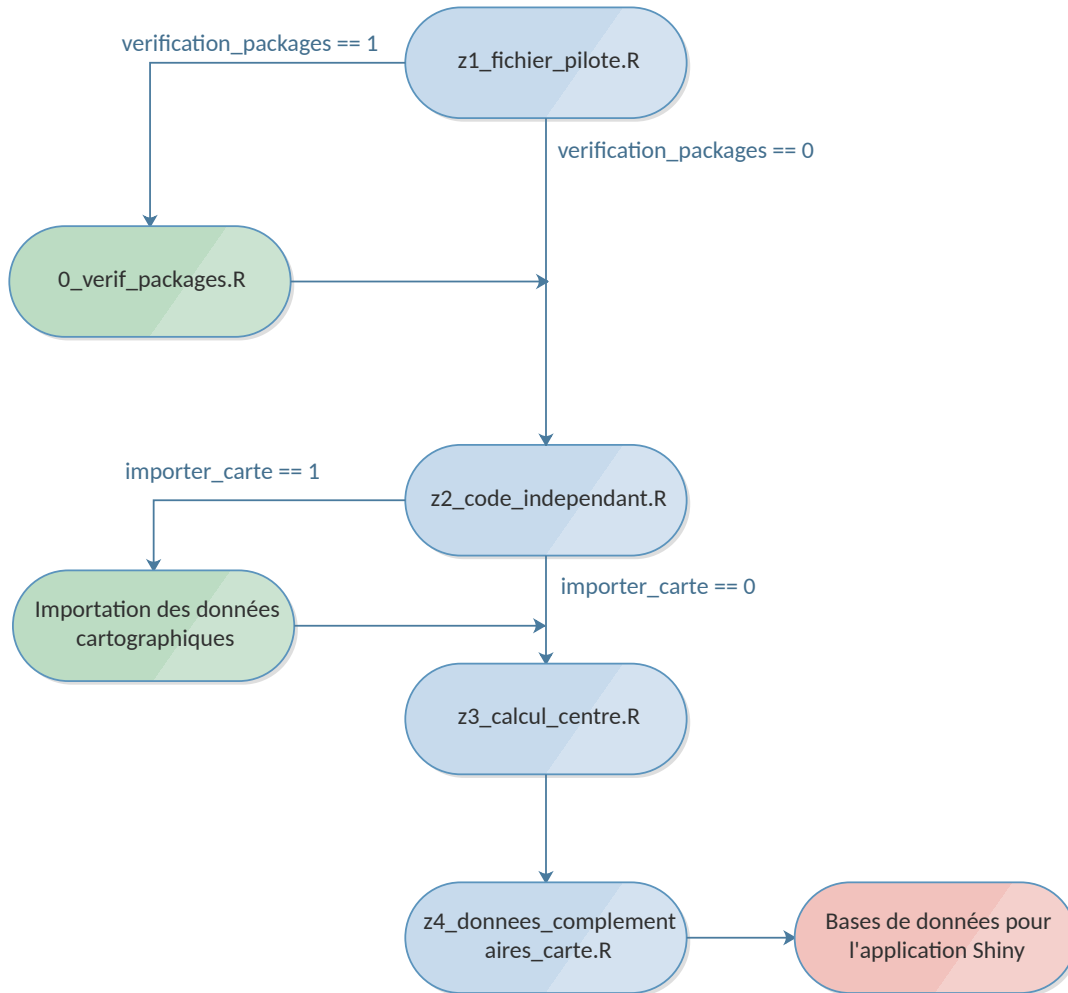 verification_packages == 1
z1_fichier_pilote.R
verification_packages == 0
0_verif_packages.R
importer_carte == 1
z2_code_independant.R
importer_carte == 0
Importation des données
cartographiques
z3_calcul_centre.R
z4_donnees_complement
aires_carte.R
Bases de données pour
l'application Shiny